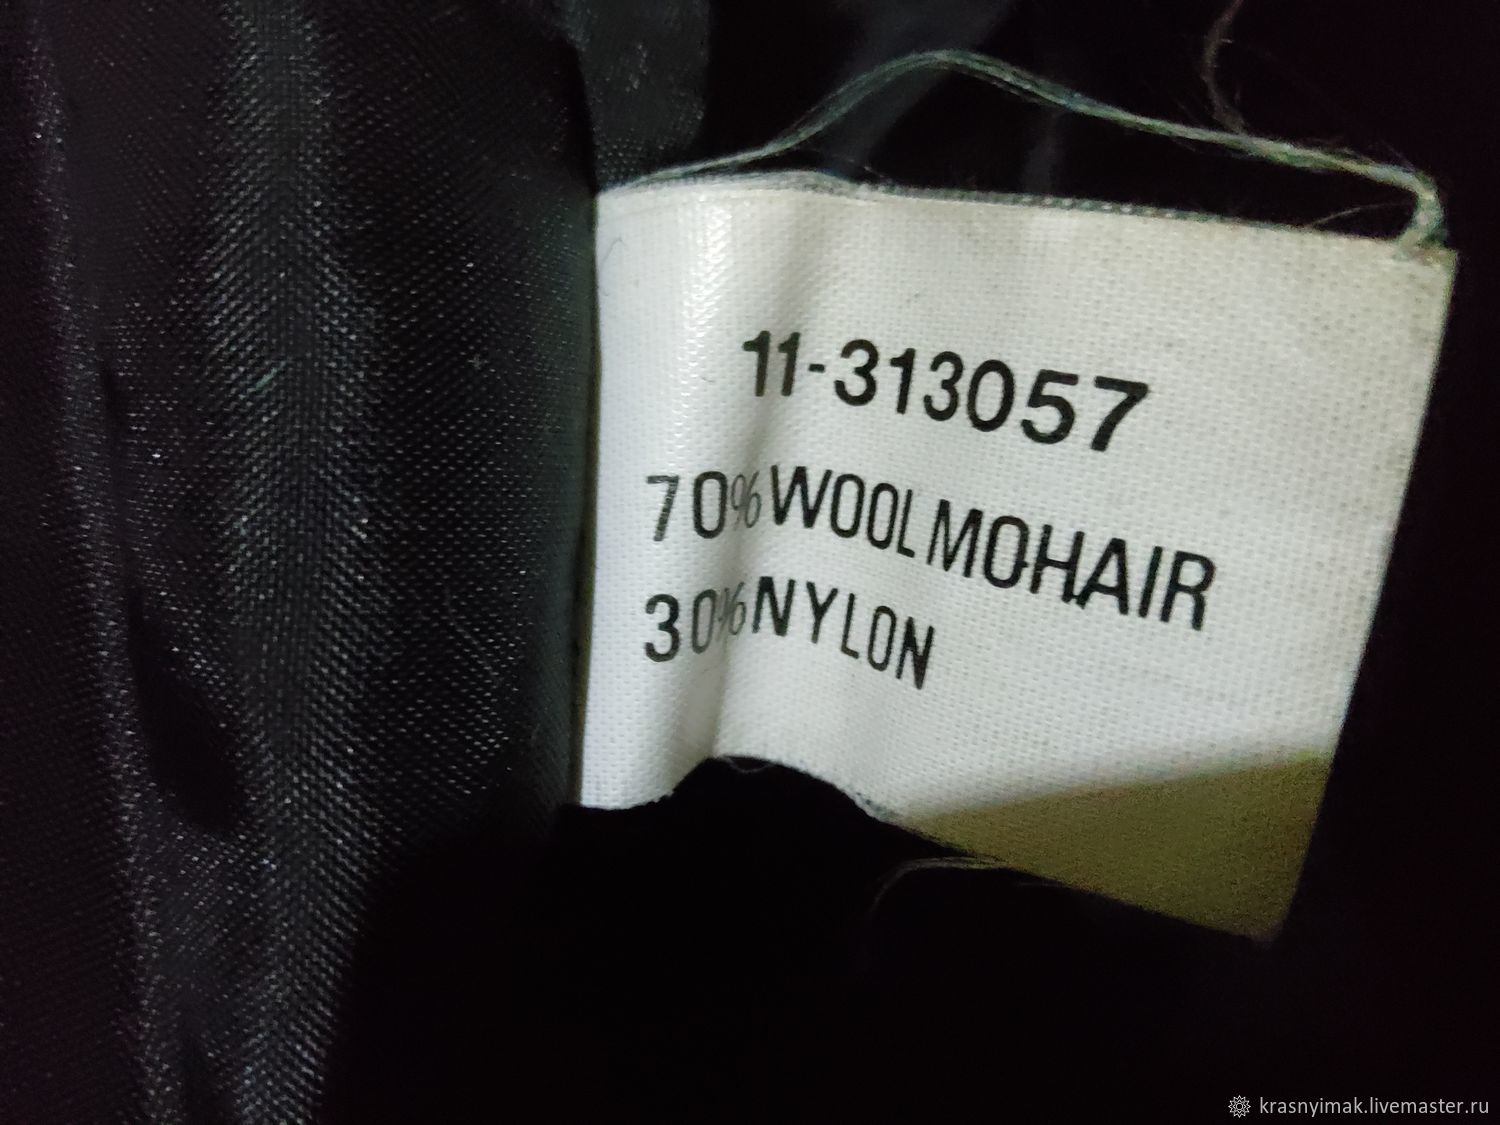 11-313057
70% WOOL MOHAIR
30% NYLON
krasnyimak.livemaster.ru